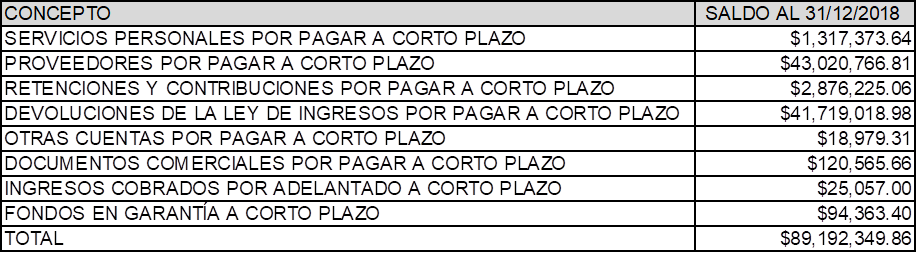 CONCEPTO SALDO AL 31/12/2018
SERVICIOS PERSONALES POR PAGAR A CORTO PLAZO $1,317,373.64
PROVEEDORES POR PAGAR A CORTO PLAZO $43,020,766.81
RETENCIONES Y CONTRIBUCIONES POR PAGAR A CORTO PLAZO $2,876,225.06
DEVOLUCIONES DE LA LEY DE INGRESOS POR PAGAR A CORTO PLAZO $41,719,018.98
OTRAS CUENTAS POR PAGAR A CORTO PLAZO $18,979.31
DOCUMENTOS COMERCIALES POR PAGAR A CORTO PLAZO $120,565.66
INGRESOS COBRADOS POR ADELANTADO A CORTO PLAZO $25,057.00
FONDOS EN GARANTÍA A CORTO PLAZO $94,363.40
TOTAL $89,192,349.86